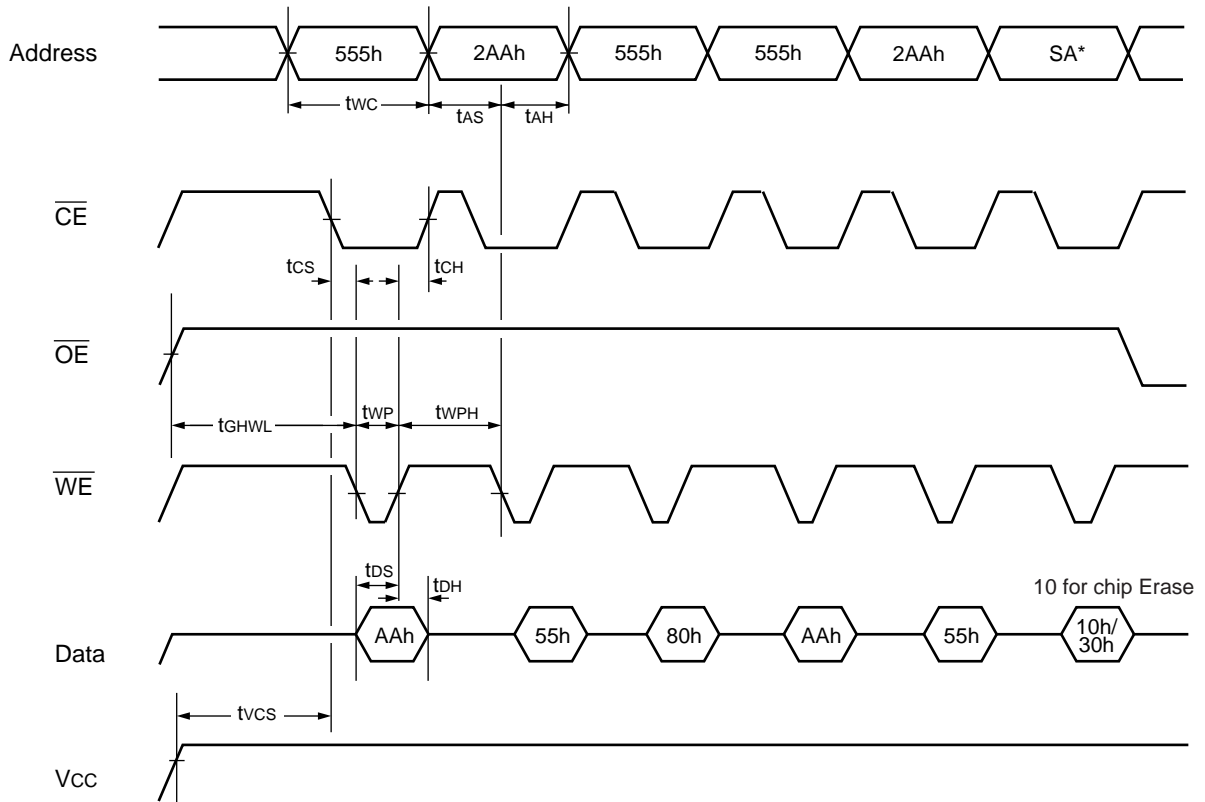 Address 555h 2AAh 555h 555h 2AAh SA*
tWC tAS tAH
CE
tCS tCH
OE
tGHWL tWP tWPH
WE
tDS tDH
10 for chip Erase
Data AAh 55h 80h AAh 55h 10h/
30h
tVCS
VCC